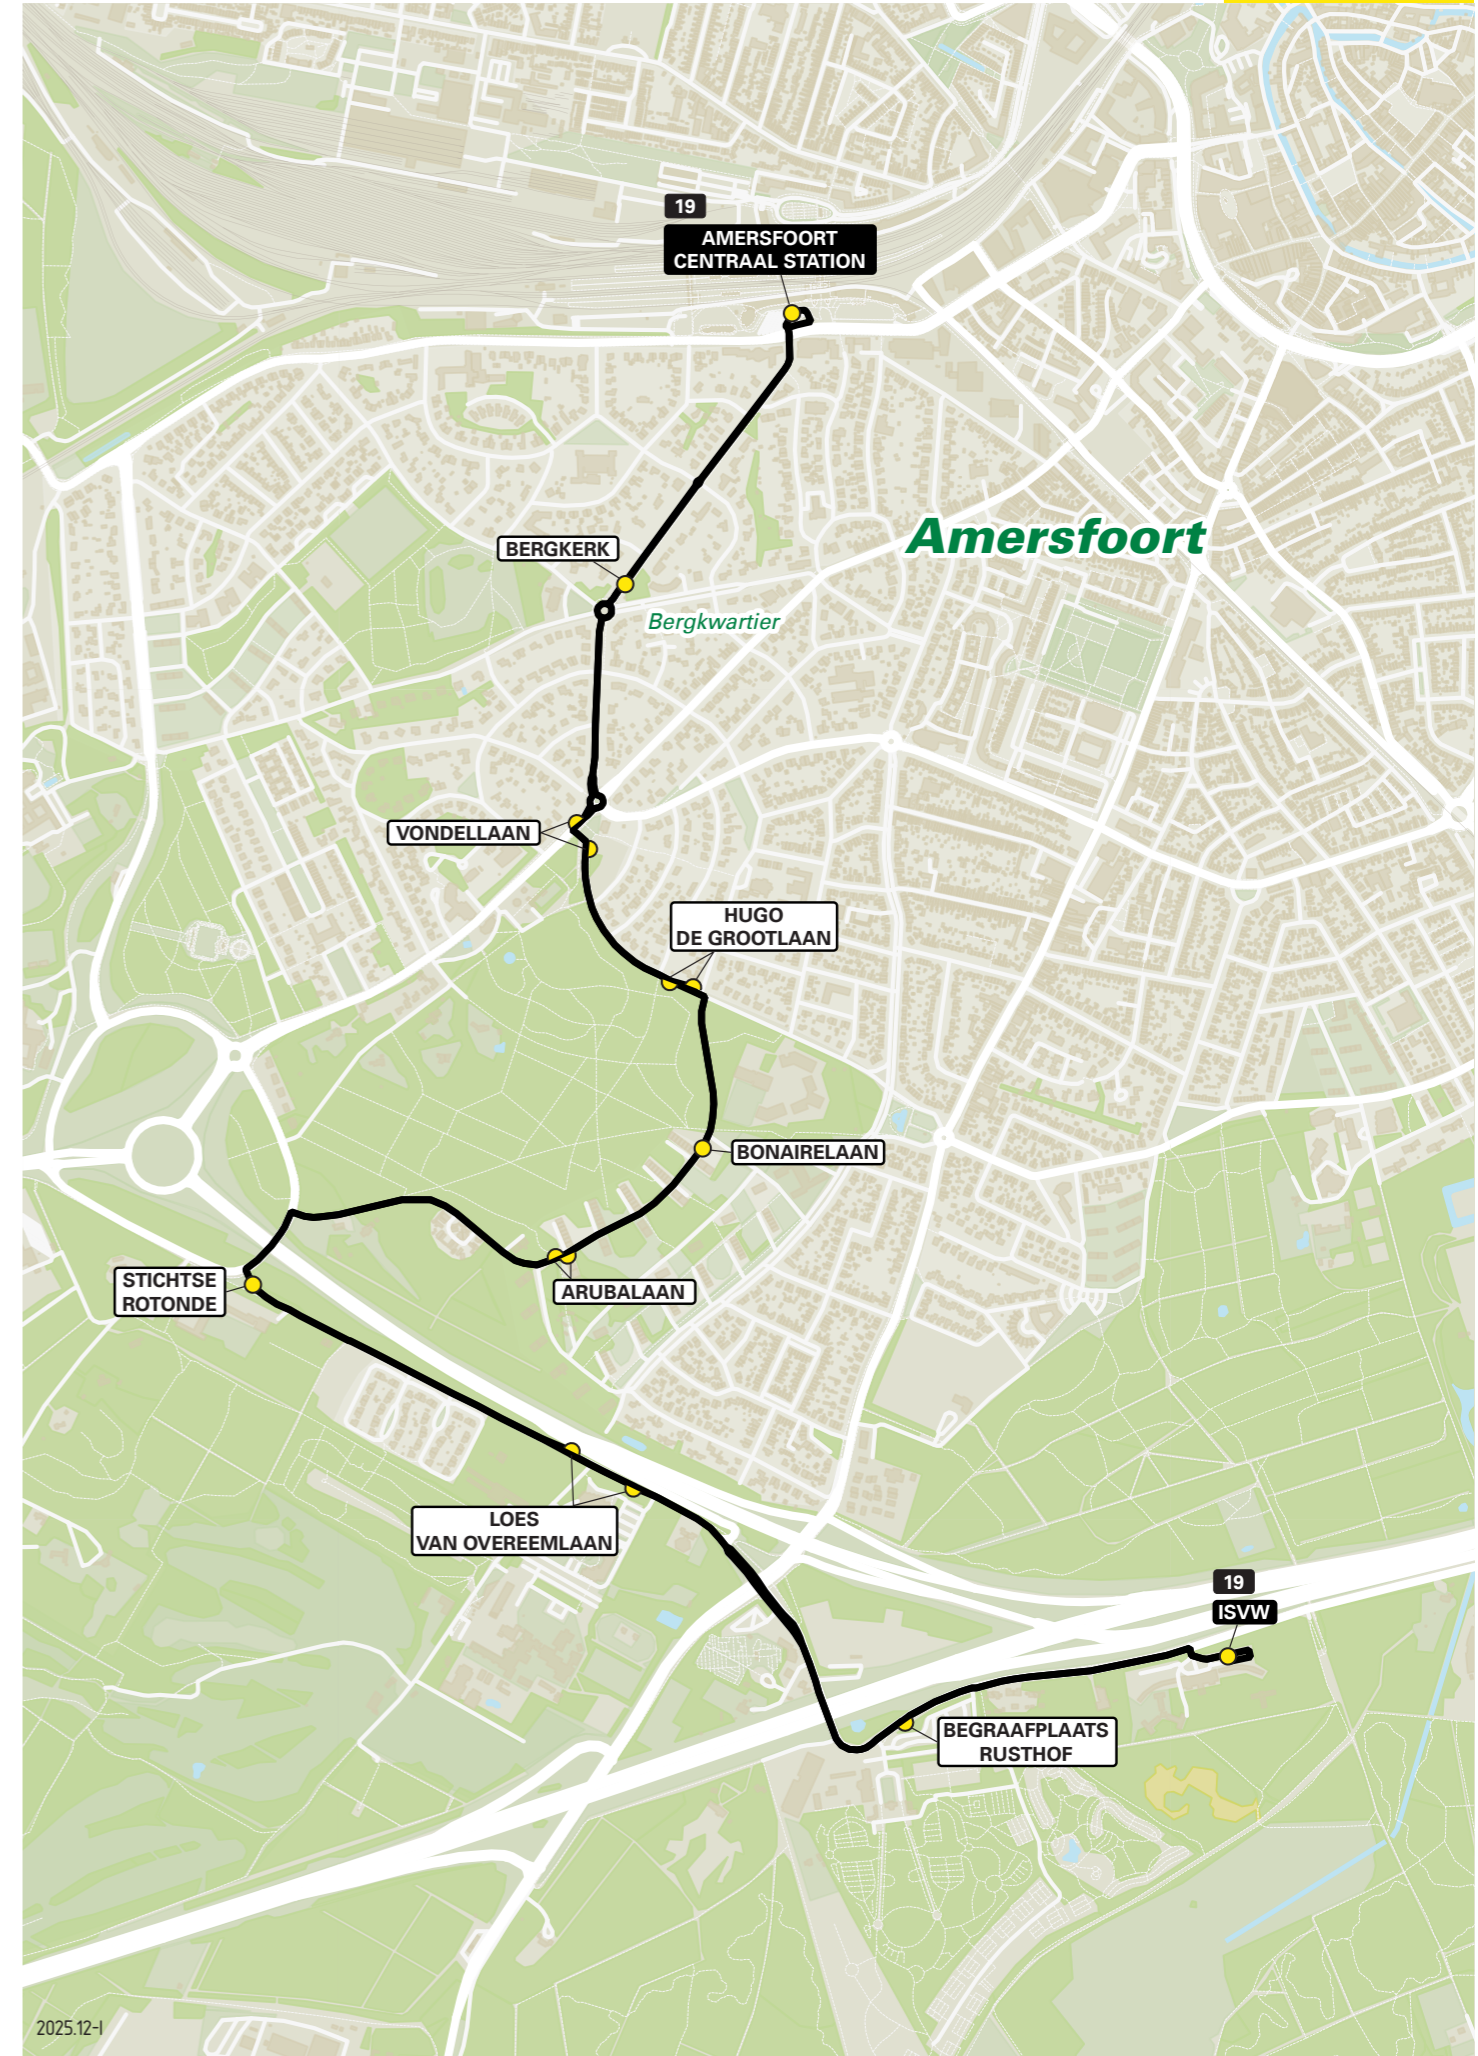 19
AMERSFOORT
CENTRAAL STATION
Amersfoort
BERGKERK
Bergkwartier
VONDELLAAN
HUGO
DE GROOTLAAN
BONAIRELAAN
STICHTSE
ROTONDE
ARUBALAAN
LOES
VAN OVEREEMLAAN
19
ISVW
BEGRAAFPLAATS
RUSTHOF
2025.12-I